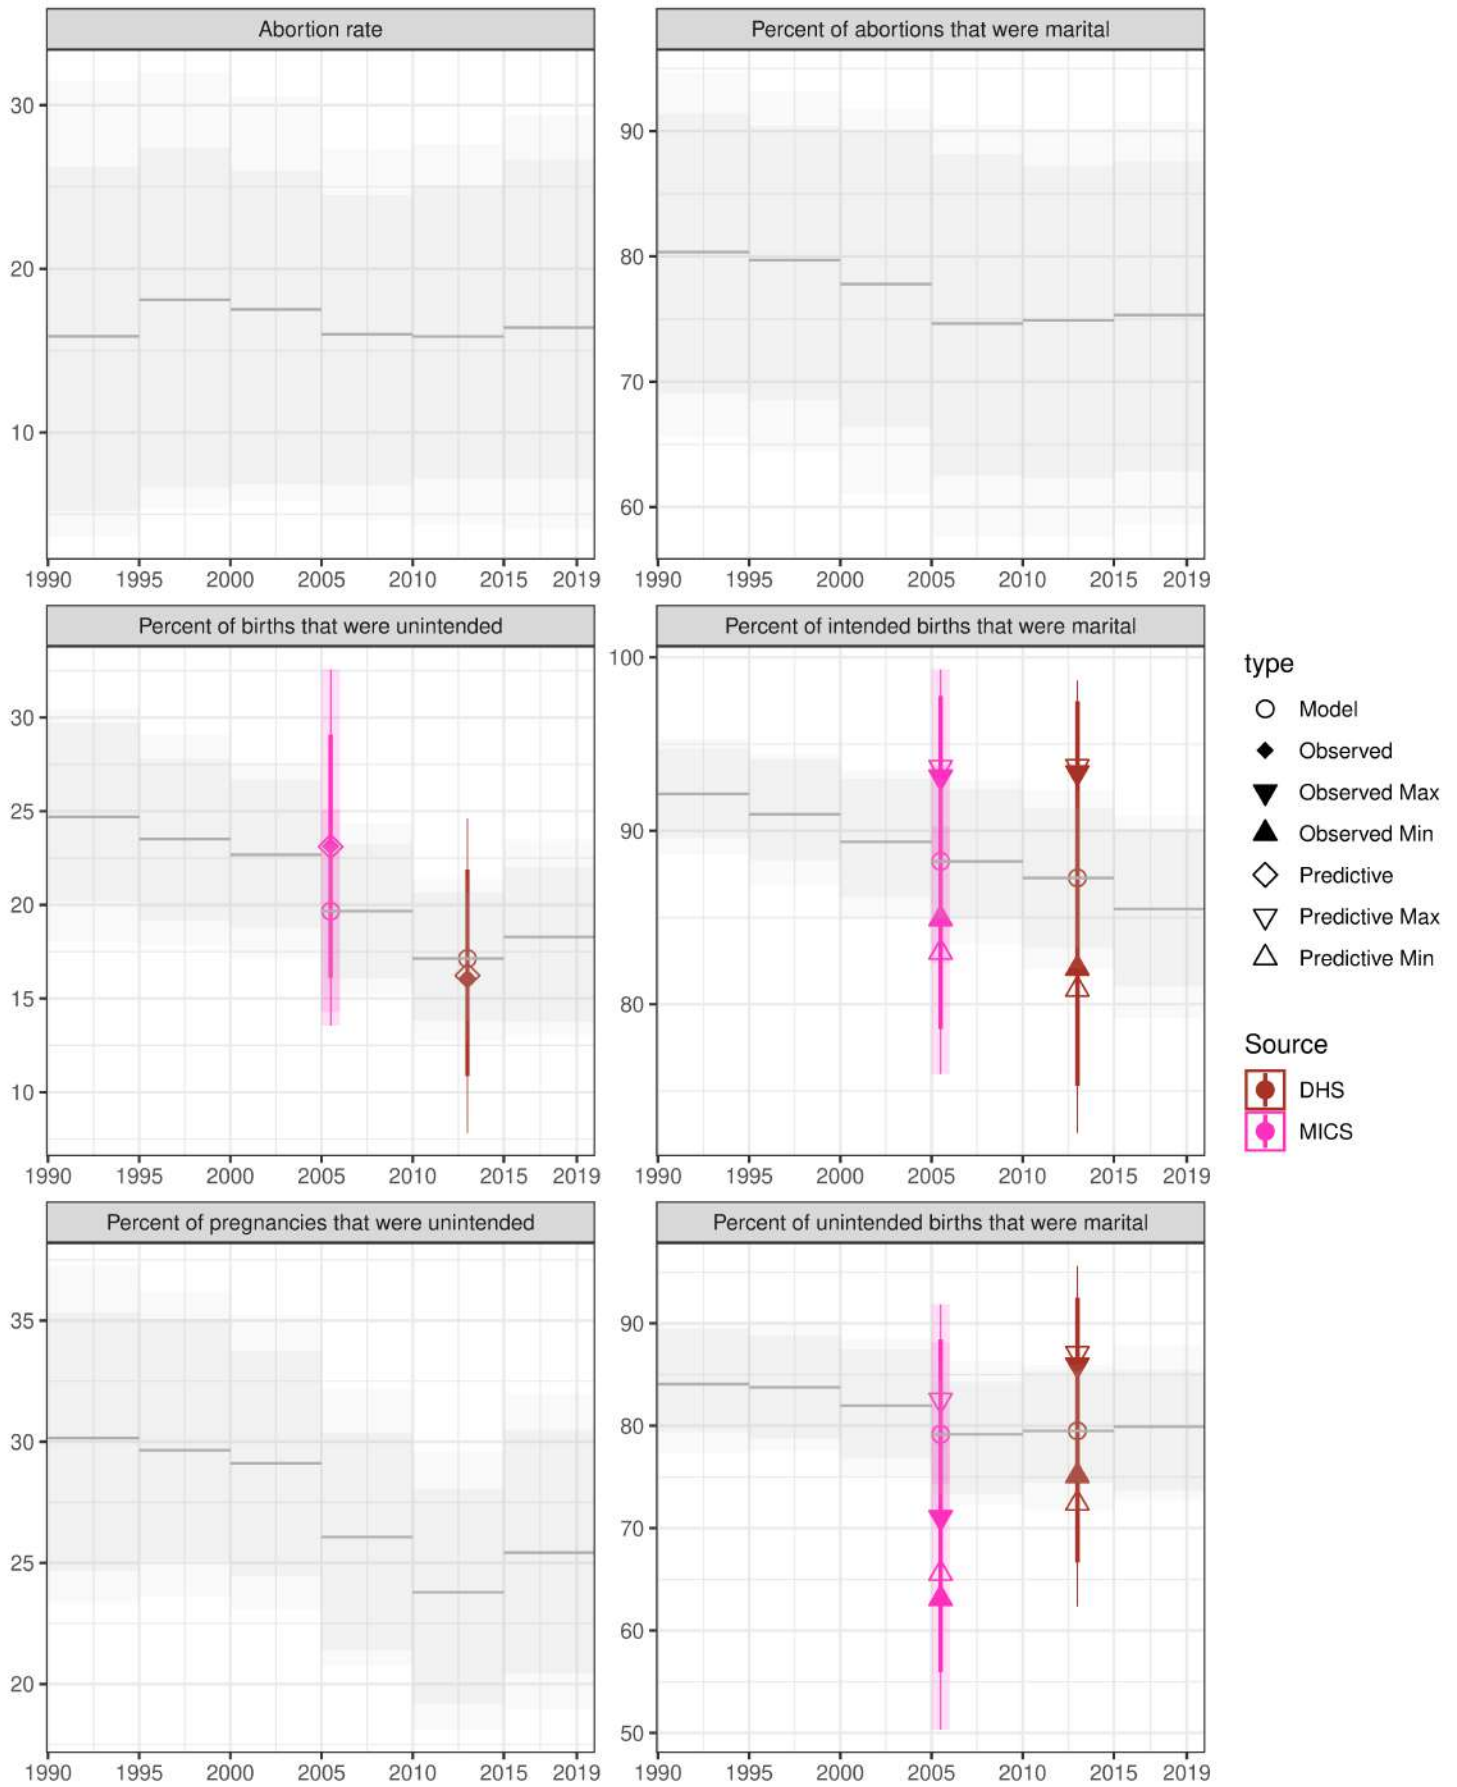 Abortion rate
Percent of abortions that were marital
30
20
10
90
80
70
60
1990 1995 2000 2005 2010 2015 2019
1990 1995 2000 2005 2010 2015 2019
Percent of births that were unintended
Percent of intended births that were marital
30
25
20
15
10
100
90
80
1990 1995 2000 2005 2010 2015 2019
1990 1995 2000 2005 2010 2015 2019
Percent of pregnancies that were unintended
Percent of unintended births that were marital
35
30
25
20
90
80
70
60
50
1990 1995 2000 2005 2010 2015 2019
1990 1995 2000 2005 2010 2015 2019
type
Model
Observed
Observed Max
Observed Min
Predictive
Predictive Max
Predictive Min
Source
DHS
MICS